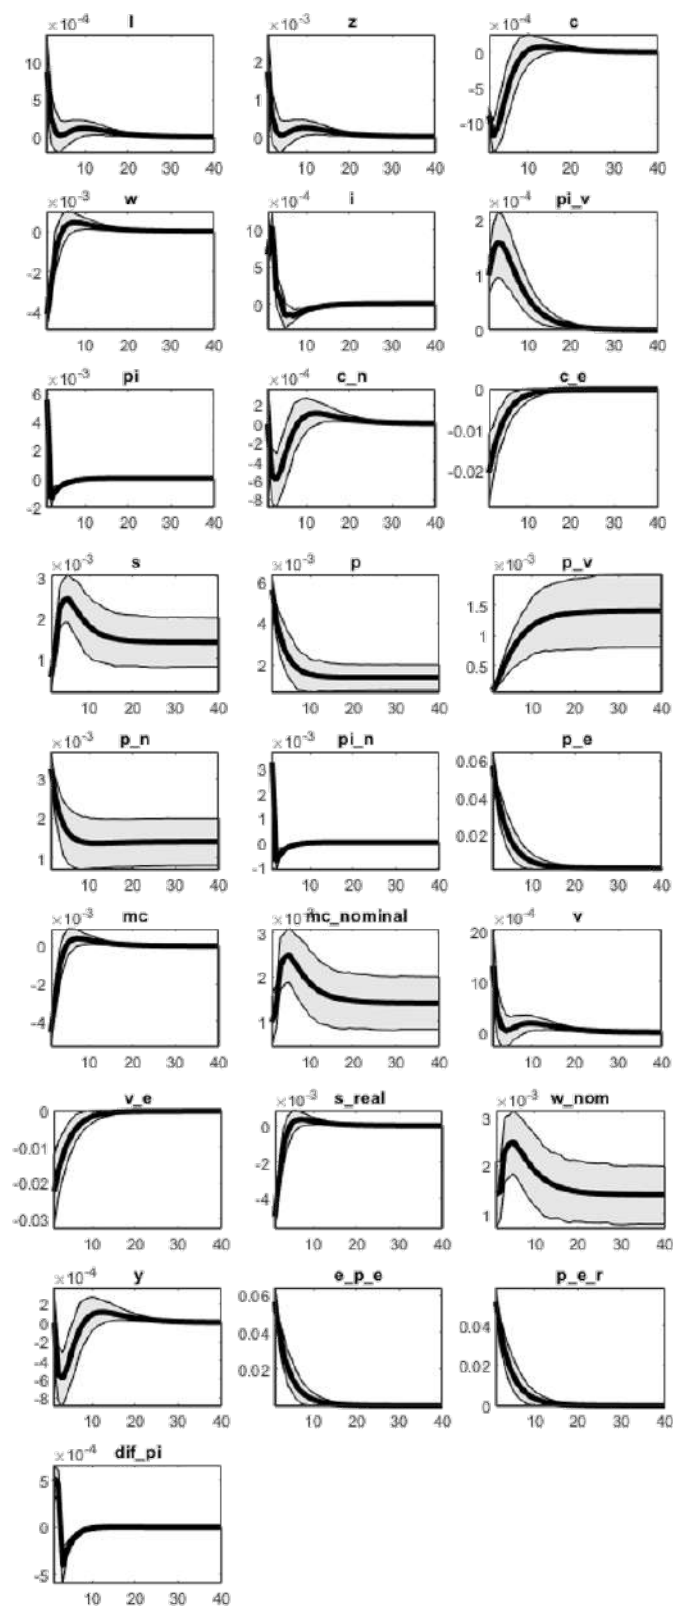 ×10⁻⁴ l
10
5
0
10 20 30 40
×10⁻³ z
2
1
0
10 20 30 40
×10⁻⁴ c
0
-5
-10
10 20 30 40
×10⁻³ w
0
-2
-4
10 20 30 40
×10⁻⁴ i
10
5
0
10 20 30 40
×10⁻⁴ pi_v
2
1
0
10 20 30 40
×10⁻³ pi
6
4
2
0
-2
10 20 30 40
×10⁻⁴ c_n
2
0
-2
-4
-6
-8
10 20 30 40
c_e
0
-0.01
-0.02
10 20 30 40
×10⁻³ s
3
2
1
10 20 30 40
×10⁻³ p
6
4
2
10 20 30 40
×10⁻³ p_v
1.5
1
0.5
10 20 30 40
×10⁻³ p_n
3
2
1
10 20 30 40
×10⁻³ pi_n
3
2
1
0
-1
10 20 30 40
p_e
0.06
0.04
0.02
10 20 30 40
×10⁻³ mc
0
-2
-4
10 20 30 40
×10⁻³ mc_nominal
3
2
1
10 20 30 40
×10⁻⁴ v
20
10
0
10 20 30 40
v_e
0
-0.01
-0.02
-0.03
10 20 30 40
×10⁻³ s_real
0
-2
-4
10 20 30 40
×10⁻³ w_nom
3
2
1
10 20 30 40
×10⁻⁴ y
2
0
-2
-4
-6
-8
10 20 30 40
e_p_e
0.06
0.04
0.02
10 20 30 40
p_e_r
0.04
0.02
0
10 20 30 40
×10⁻⁴ dif_pi
5
0
-5
10 20 30 40